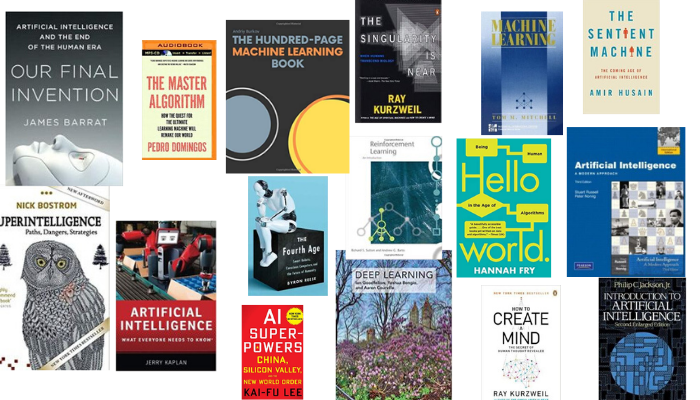 ARTIFICIAL INTELLIGENCE
AND THE END
OF THE HUMAN ERA
OUR FINAL
INVENTION
JAMES BARRAT
AUDIOBOOK
THE MASTER
ALGORITHM
HOW THE QUEST FOR
THE ULTIMATE
LEARNING MACHINE WILL
REMAKE OUR WORLD
PEDRO DOMINGOS
Andriy Burkov
THE HUNDRED-PAGE
MACHINE LEARNING
BOOK
THE
SINGULARITY
IS
NEAR
WHEN HUMANS
TRANSCEND BIOLOGY
RAY
KURZWEIL
MACHINE
LEARNING
TOM M. MITCHELL
THE
SENTIENT
MACHINE
THE COMING AGE OF
ARTIFICIAL INTELLIGENCE
AMIR HUSAIN
NEW AFTERWORD
NICK BOSTROM
SUPERINTELLIGENCE
Paths, Dangers, Strategies
NEW YORK TIMES BESTSELLER
ARTIFICIAL
INTELLIGENCE
WHAT EVERYONE NEEDS TO KNOW
JERRY KAPLAN
THE
Fourth Age
BYRON REESE
AI
SUPER-
POWERS
CHINA,
SILICON VALLEY,
AND THE
NEW WORLD ORDER
KAI-FU LEE
Reinforcement
Learning
DEEP LEARNING
Ian Goodfellow, Yoshua Bengio,
and Aaron Courville
Being
Human
Hello
in the Age of
Algorithms
world.
HANNAH FRY
HOW TO
CREATE
A
MIND
THE SECRET OF
HUMAN THOUGHT REVEALED
RAY KURZWEIL
Artificial Intelligence
A MODERN APPROACH
Stuart Russell
Peter Norvig
PEARSON
Artificial Intelligence
Philip C. Jackson, Jr.
INTRODUCTION TO
ARTIFICIAL
INTELLIGENCE
Second, Enlarged Edition